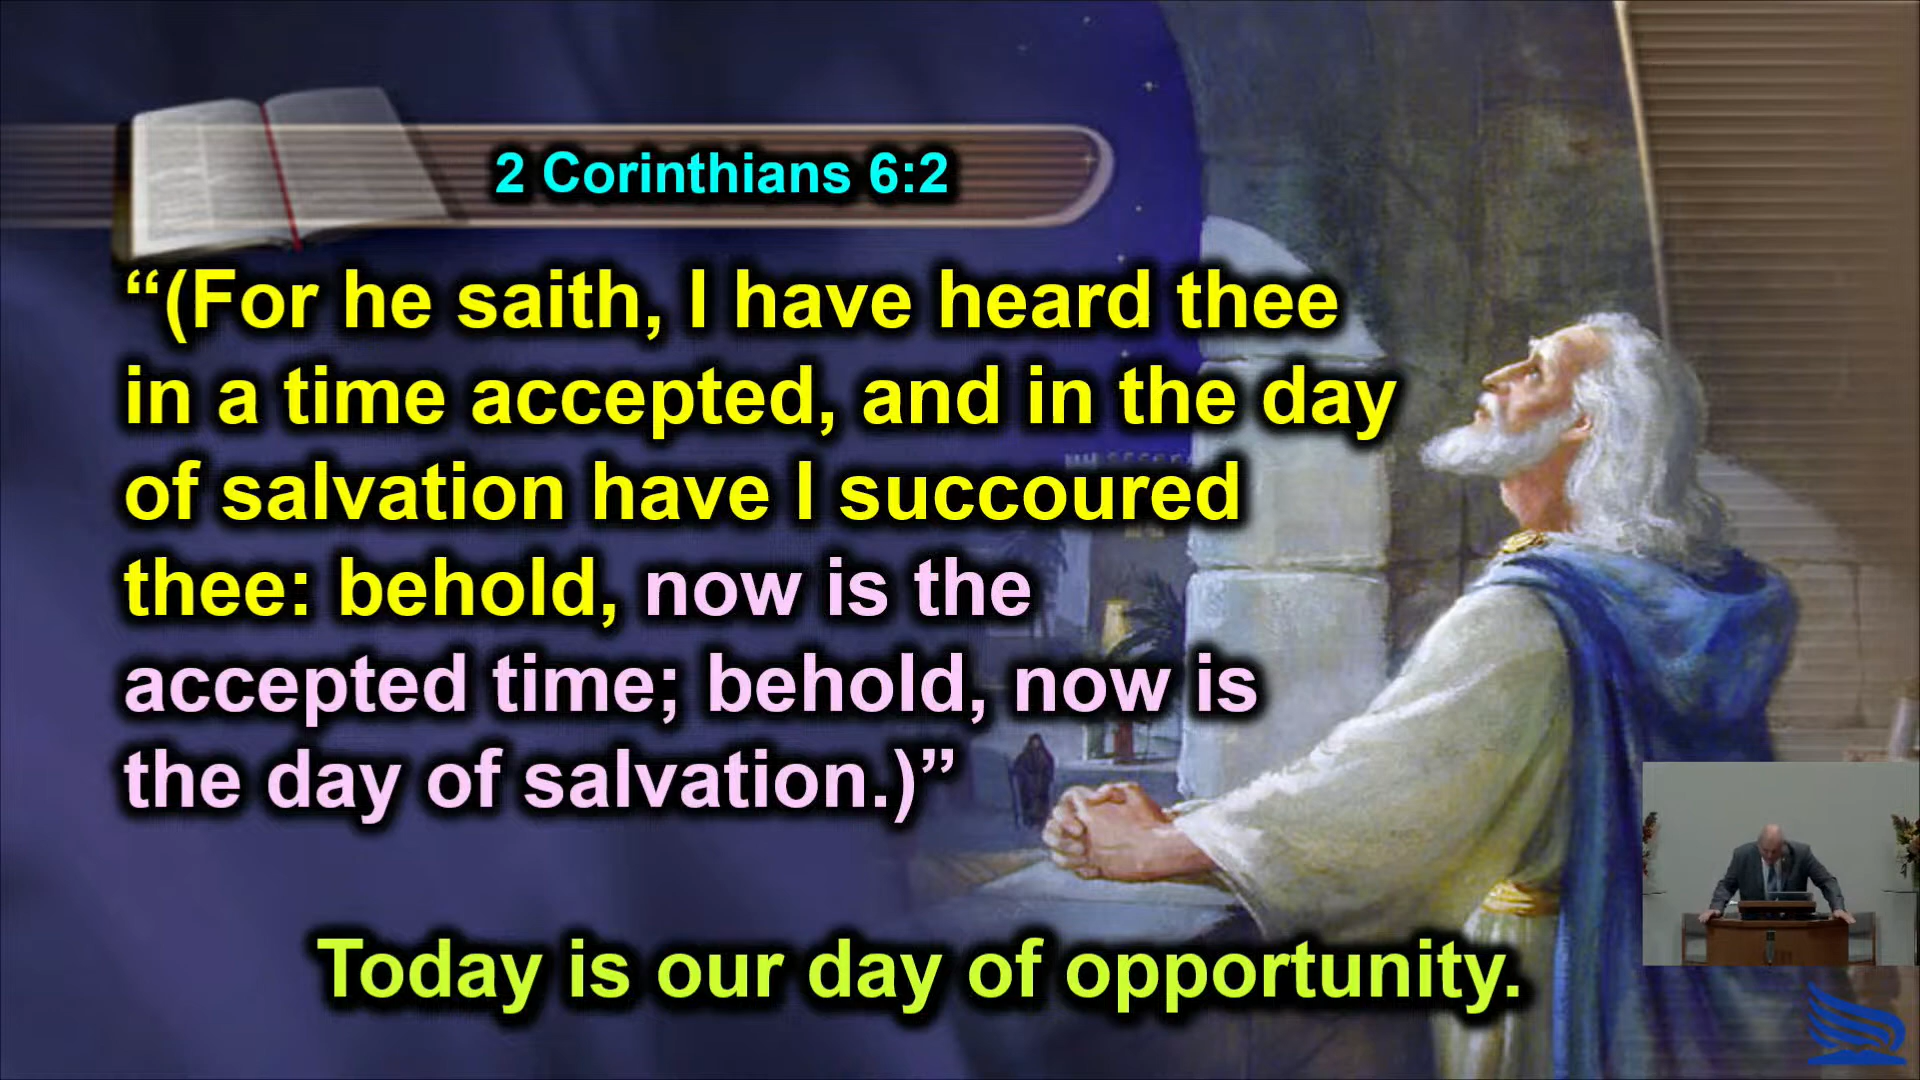 2 Corinthians 6:2
“(For he saith, I have heard thee
in a time accepted, and in the day
of salvation have I succoured
thee: behold, now is the
accepted time; behold, now is
the day of salvation.)”
Today is our day of opportunity.